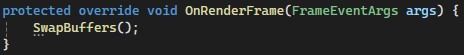 protected override void OnRenderFrame(FrameEventArgs args) {
    SwapBuffers();
}